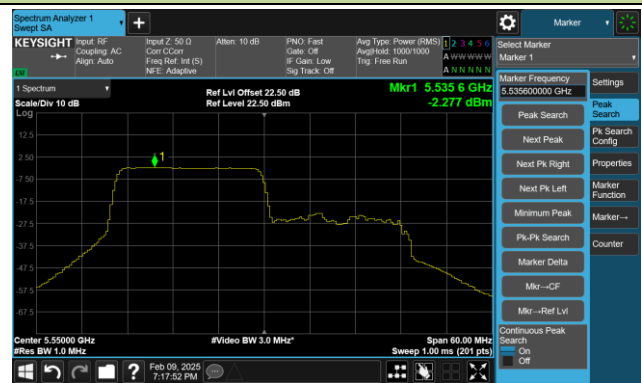 Spectrum Analyzer 1
Swept SA
Marker
KEYSIGHT
Input: RF
Coupling: AC
Align: Auto
Input Z: 50 Ω
Corr CCorr
Freq Ref: Int (S)
NFE: Adaptive
Atten: 10 dB
PNO: Fast
Gate: Off
IF Gain: Low
Sig Track: Off
Avg Type: Power (RMS)
Avg|Hold: 1000/1000
Trig: Free Run
1 2 3 4 5 6
A W W W W W
A N N N N N
LW
Select Marker
Marker 1
1 Spectrum
Scale/Div 10 dB
Log
Ref Lvl Offset 22.50 dB
Ref Level 22.50 dBm
Mkr1 5.535 6 GHz
-2.277 dBm
12.5
2.50
-7.50
-17.5
-27.5
-37.5
-47.5
-57.5
-67.5
1
Center 5.55000 GHz
#Res BW 1.0 MHz
#Video BW 3.0 MHz*
Span 60.00 MHz
Sweep 1.00 ms (201 pts)
Marker Frequency
5.535600000 GHz
Peak Search
Next Peak
Next Pk Right
Next Pk Left
Minimum Peak
Pk-Pk Search
Marker Delta
Mkr→CF
Mkr→Ref Lvl
Continuous Peak
Search
On
Off
Settings
Peak
Search
Pk Search
Config
Properties
Marker
Function
Marker→
Counter
Feb 09, 2025
7:17:52 PM